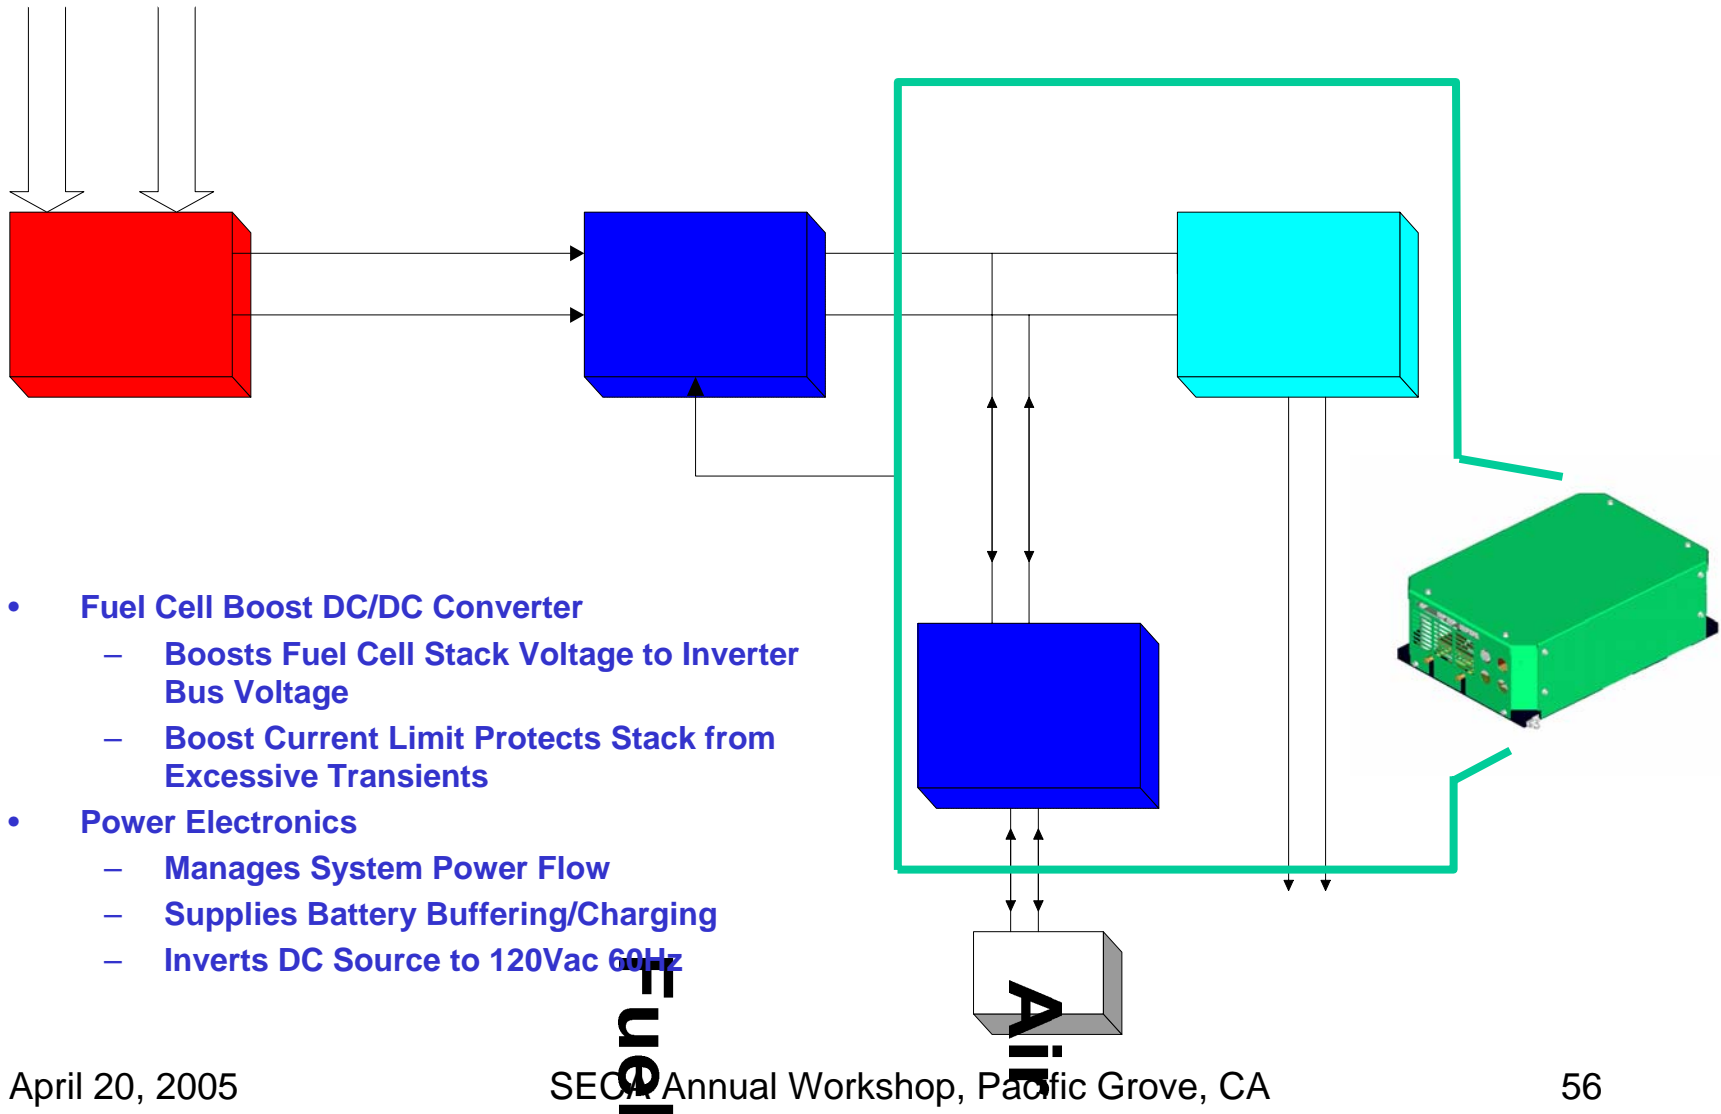 • Fuel Cell Boost DC/DC Converter
– Boosts Fuel Cell Stack Voltage to Inverter
Bus Voltage
– Boost Current Limit Protects Stack from
Excessive Transients
• Power Electronics
– Manages System Power Flow
– Supplies Battery Buffering/Charging
– Inverts DC Source to 120Vac 60Hz
Fuel
Air
April 20, 2005
SECA Annual Workshop, Pacific Grove, CA
56